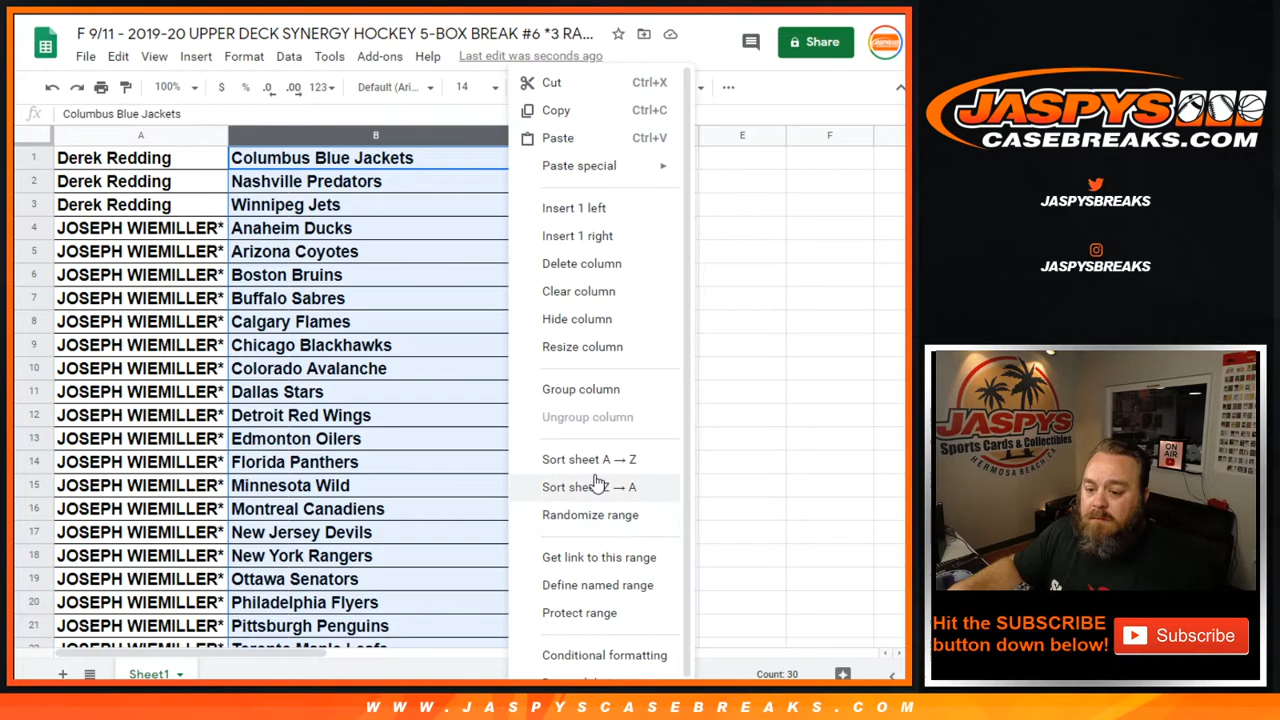 F 9/11 - 2019-20 UPPER DECK SYNERGY HOCKEY 5-BOX BREAK #6 *3 RA...
Share
File Edit View Insert Format Data Tools Add-ons Help Last edit was seconds ago
100% $ % .0 .00 123 Default (Ari... 14
fx Columbus Blue Jackets
A B E F
1 Derek Redding Columbus Blue Jackets
2 Derek Redding Nashville Predators
3 Derek Redding Winnipeg Jets
4 JOSEPH WIEMILLER* Anaheim Ducks
5 JOSEPH WIEMILLER* Arizona Coyotes
6 JOSEPH WIEMILLER* Boston Bruins
7 JOSEPH WIEMILLER* Buffalo Sabres
8 JOSEPH WIEMILLER* Calgary Flames
9 JOSEPH WIEMILLER* Chicago Blackhawks
10 JOSEPH WIEMILLER* Colorado Avalanche
11 JOSEPH WIEMILLER* Dallas Stars
12 JOSEPH WIEMILLER* Detroit Red Wings
13 JOSEPH WIEMILLER* Edmonton Oilers
14 JOSEPH WIEMILLER* Florida Panthers
15 JOSEPH WIEMILLER* Minnesota Wild
16 JOSEPH WIEMILLER* Montreal Canadiens
17 JOSEPH WIEMILLER* New Jersey Devils
18 JOSEPH WIEMILLER* New York Rangers
19 JOSEPH WIEMILLER* Ottawa Senators
20 JOSEPH WIEMILLER* Philadelphia Flyers
21 JOSEPH WIEMILLER* Pittsburgh Penguins
Sheet1
Count: 30
Cut Ctrl+X
Copy Ctrl+C
Paste Ctrl+V
Paste special
Insert 1 left
Insert 1 right
Delete column
Clear column
Hide column
Resize column
Group column
Ungroup column
Sort sheet A → Z
Sort sheet Z → A
Randomize range
Get link to this range
Define named range
Protect range
Conditional formatting
JASPYS
CASEBREAKS.COM
JASPYSBREAKS
JASPYSBREAKS
JASPYS
Sports Cards & Collectibles
HERMOSA BEACH
ON AIR
Hit the SUBSCRIBE
button down below!
Subscribe
WWW.JASPYSCASEBREAKS.COM